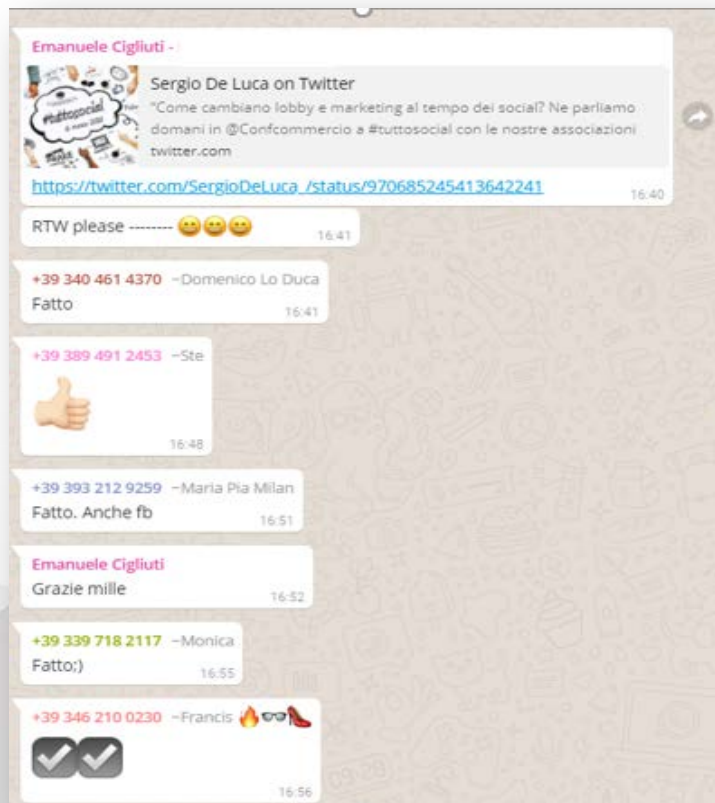 Emanuele Cigliuti -
#tuttosocial
Sergio De Luca on Twitter
"Come cambiano lobby e marketing al tempo dei social? Ne parliamo
domani in @Confcommercio a #tuttosocial con le nostre associazioni
twitter.com
https://twitter.com/SergioDeLuca_/status/970685245413642241
16:40
RTW please -------- 😄😄😄
16:41
+39 340 461 4370 ~Domenico Lo Duca
Fatto
16:41
+39 389 491 2453 ~Ste
👍🏻
16:48
+39 393 212 9259 ~Maria Pia Milan
Fatto. Anche fb
16:51
Emanuele Cigliuti
Grazie mille
16:52
+39 339 718 2117 ~Monica
Fatto;)
16:55
+39 346 210 0230 ~Francis 🔥👓👠
✔✔
16:56